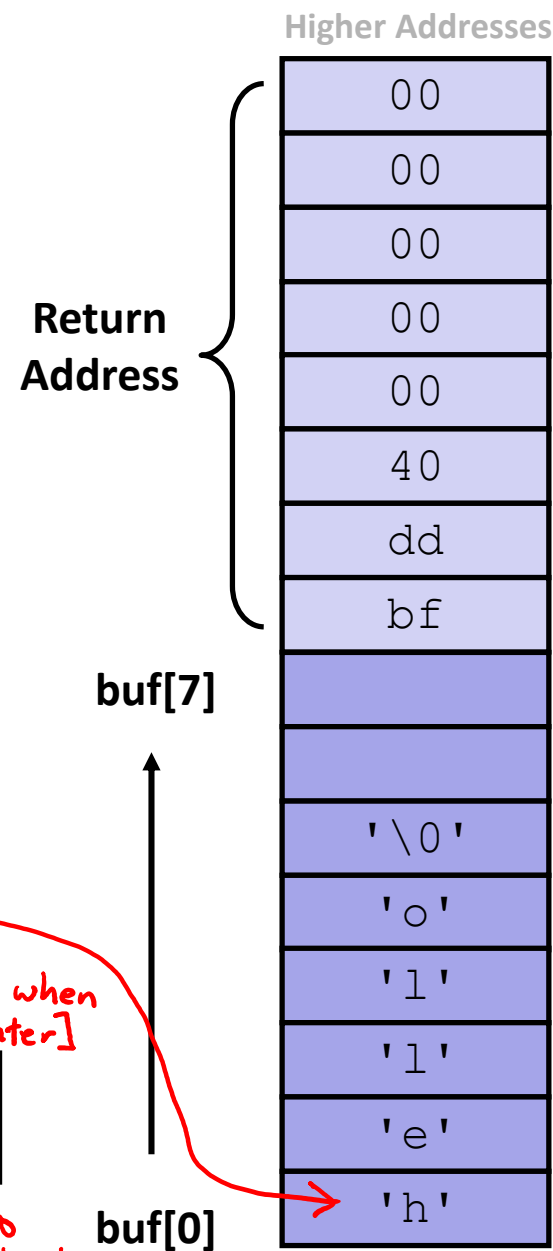 Higher Addresses
00
00
00
00
00
40
dd
bf
Return
Address
buf[7]
'\0'
'o'
'l'
'l'
'e'
'h'
when
buf[0]